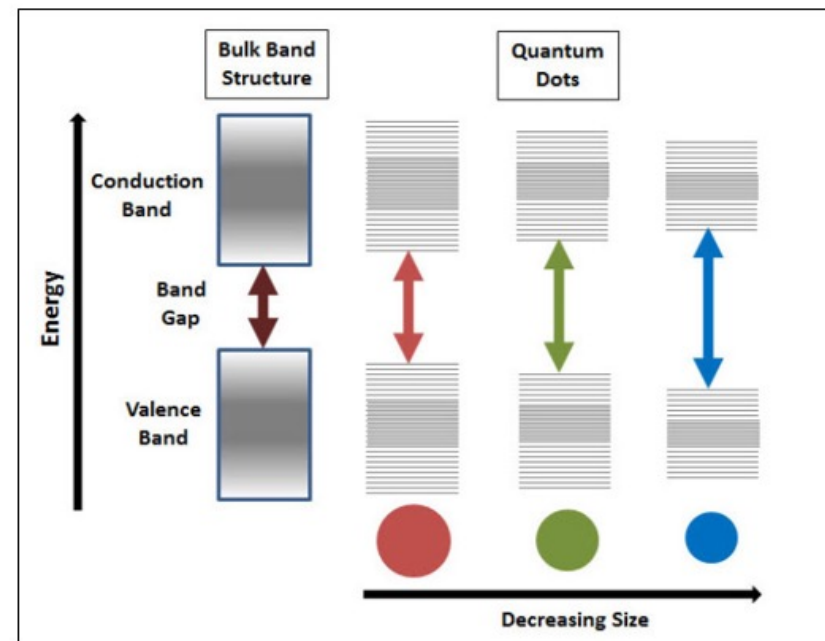 Bulk Band
Structure
Quantum
Dots
Conduction
Band
Band
Gap
Energy
Valence
Band
Decreasing Size